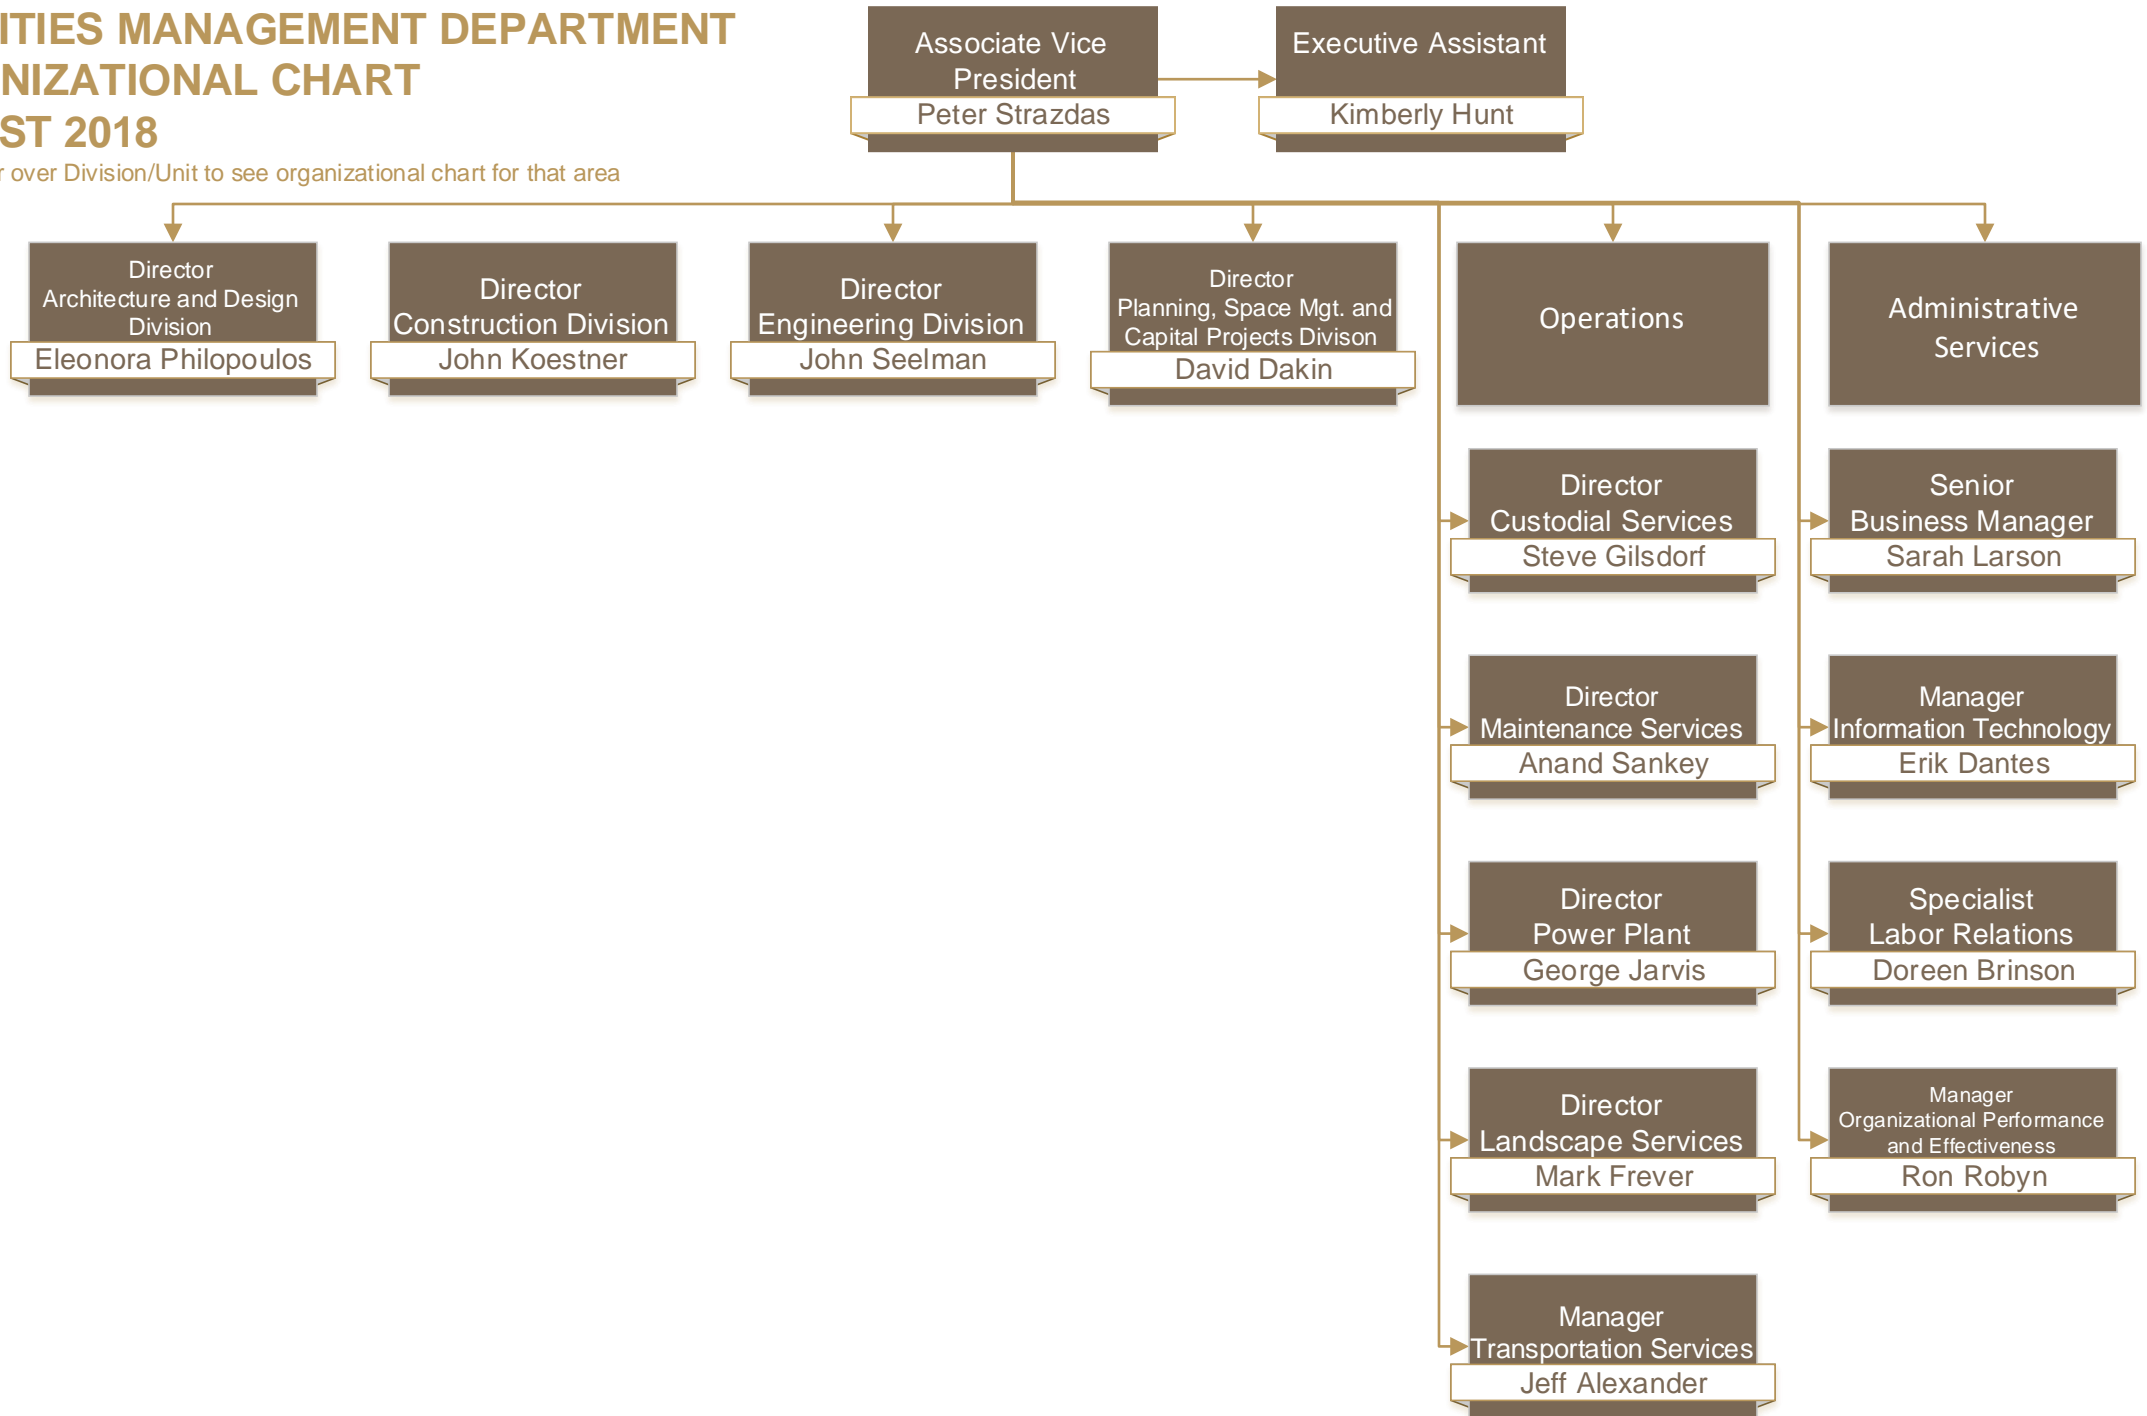 ITIES MANAGEMENT DEPARTMENT
NIZATIONAL CHART
ST 2018
r over Division/Unit to see organizational chart for that area
Associate Vice
President
Peter Strazdas
Executive Assistant
Kimberly Hunt
Director
Architecture and Design
Division
Eleonora Philopoulos
Director
Construction Division
John Koestner
Director
Engineering Division
John Seelman
Director
Planning, Space Mgt. and
Capital Projects Divison
David Dakin
Operations
Administrative
Services
Director
Custodial Services
Steve Gilsdorf
Senior
Business Manager
Sarah Larson
Director
Maintenance Services
Anand Sankey
Manager
Information Technology
Erik Dantes
Director
Power Plant
George Jarvis
Specialist
Labor Relations
Doreen Brinson
Director
Landscape Services
Mark Frever
Manager
Organizational Performance
and Effectiveness
Ron Robyn
Manager
Transportation Services
Jeff Alexander